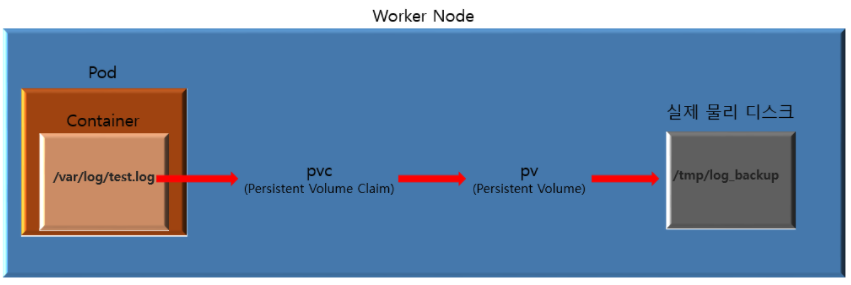 Worker Node
Pod
Container
/var/log/test.log
pvc
(Persistent Volume Claim)
pv
(Persistent Volume)
실제 물리 디스크
/tmp/log_backup